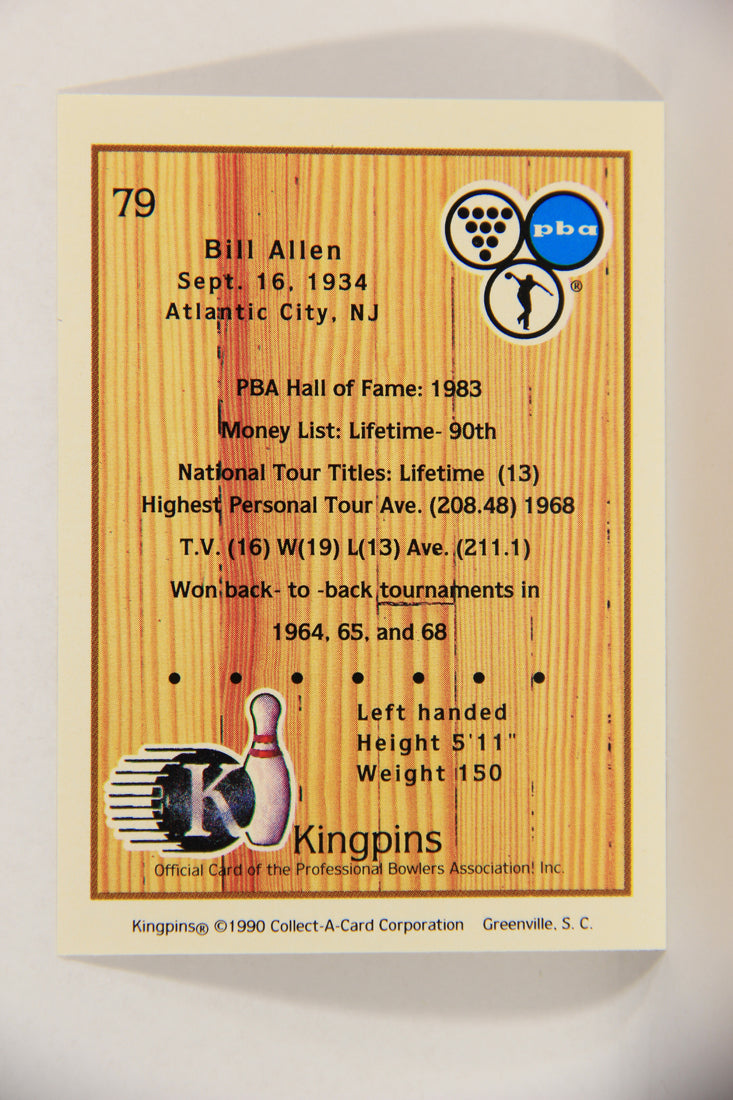 79
pba
®
Bill Allen
Sept. 16, 1934
Atlantic City, NJ
PBA Hall of Fame: 1983
Money List: Lifetime- 90th
National Tour Titles: Lifetime (13)
Highest Personal Tour Ave. (208.48) 1968
T.V. (16) W(19) L(13) Ave. (211.1)
Won back- to -back tournaments in
1964, 65, and 68
Left handed
Height 5'11"
Weight 150
K
Kingpins
Official Card of the Professional Bowlers Association! Inc.
Kingpins® ©1990 Collect-A-Card Corporation Greenville, S. C.